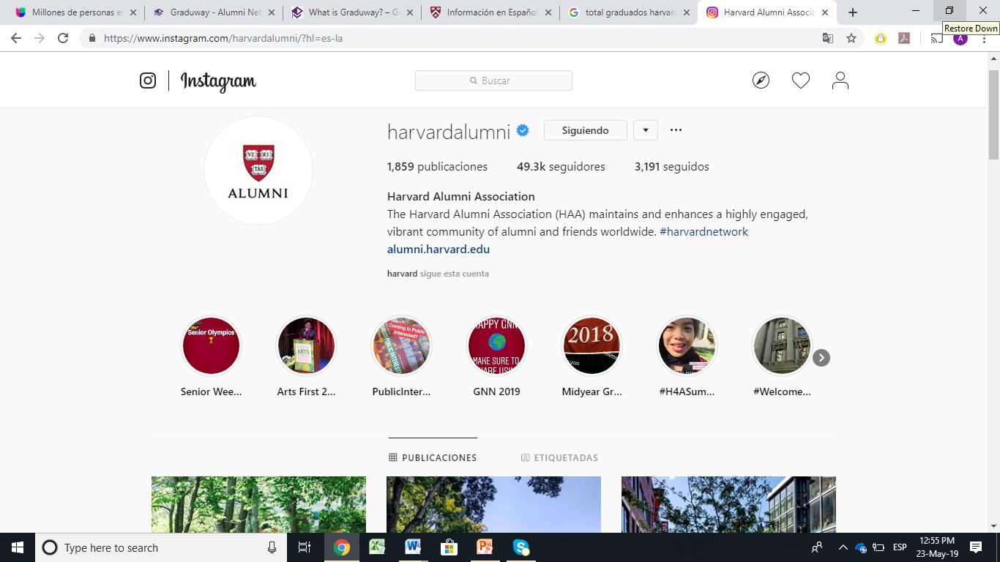 Millones de personas e
Graduway - Alumni Net
What is Graduway? – Gr
Información en Español
total graduados harvard
Harvard Alumni Associa
Restore Down
https://www.instagram.com/harvardalumni/?hl=es-la
A
Instagram
Buscar
VE RI
TAS
ALUMNI
harvardalumni
Siguiendo
1,859 publicaciones 49.3k seguidores 3,191 seguidos
Harvard Alumni Association
The Harvard Alumni Association (HAA) maintains and enhances a highly engaged,
vibrant community of alumni and friends worldwide. #harvardnetwork
alumni.harvard.edu
harvard sigue esta cuenta
Senior Olympics
ARTS
FIRST
Coming to Public
Interested?
HAPPY GNN
MAKE SURE TO
2018
Senior Wee...
Arts First 2...
PublicInter...
GNN 2019
Midyear Gr...
#H4ASum...
#Welcome...
PUBLICACIONES
ETIQUETADAS
Type here to search
ESP
12:55 PM
23-May-19